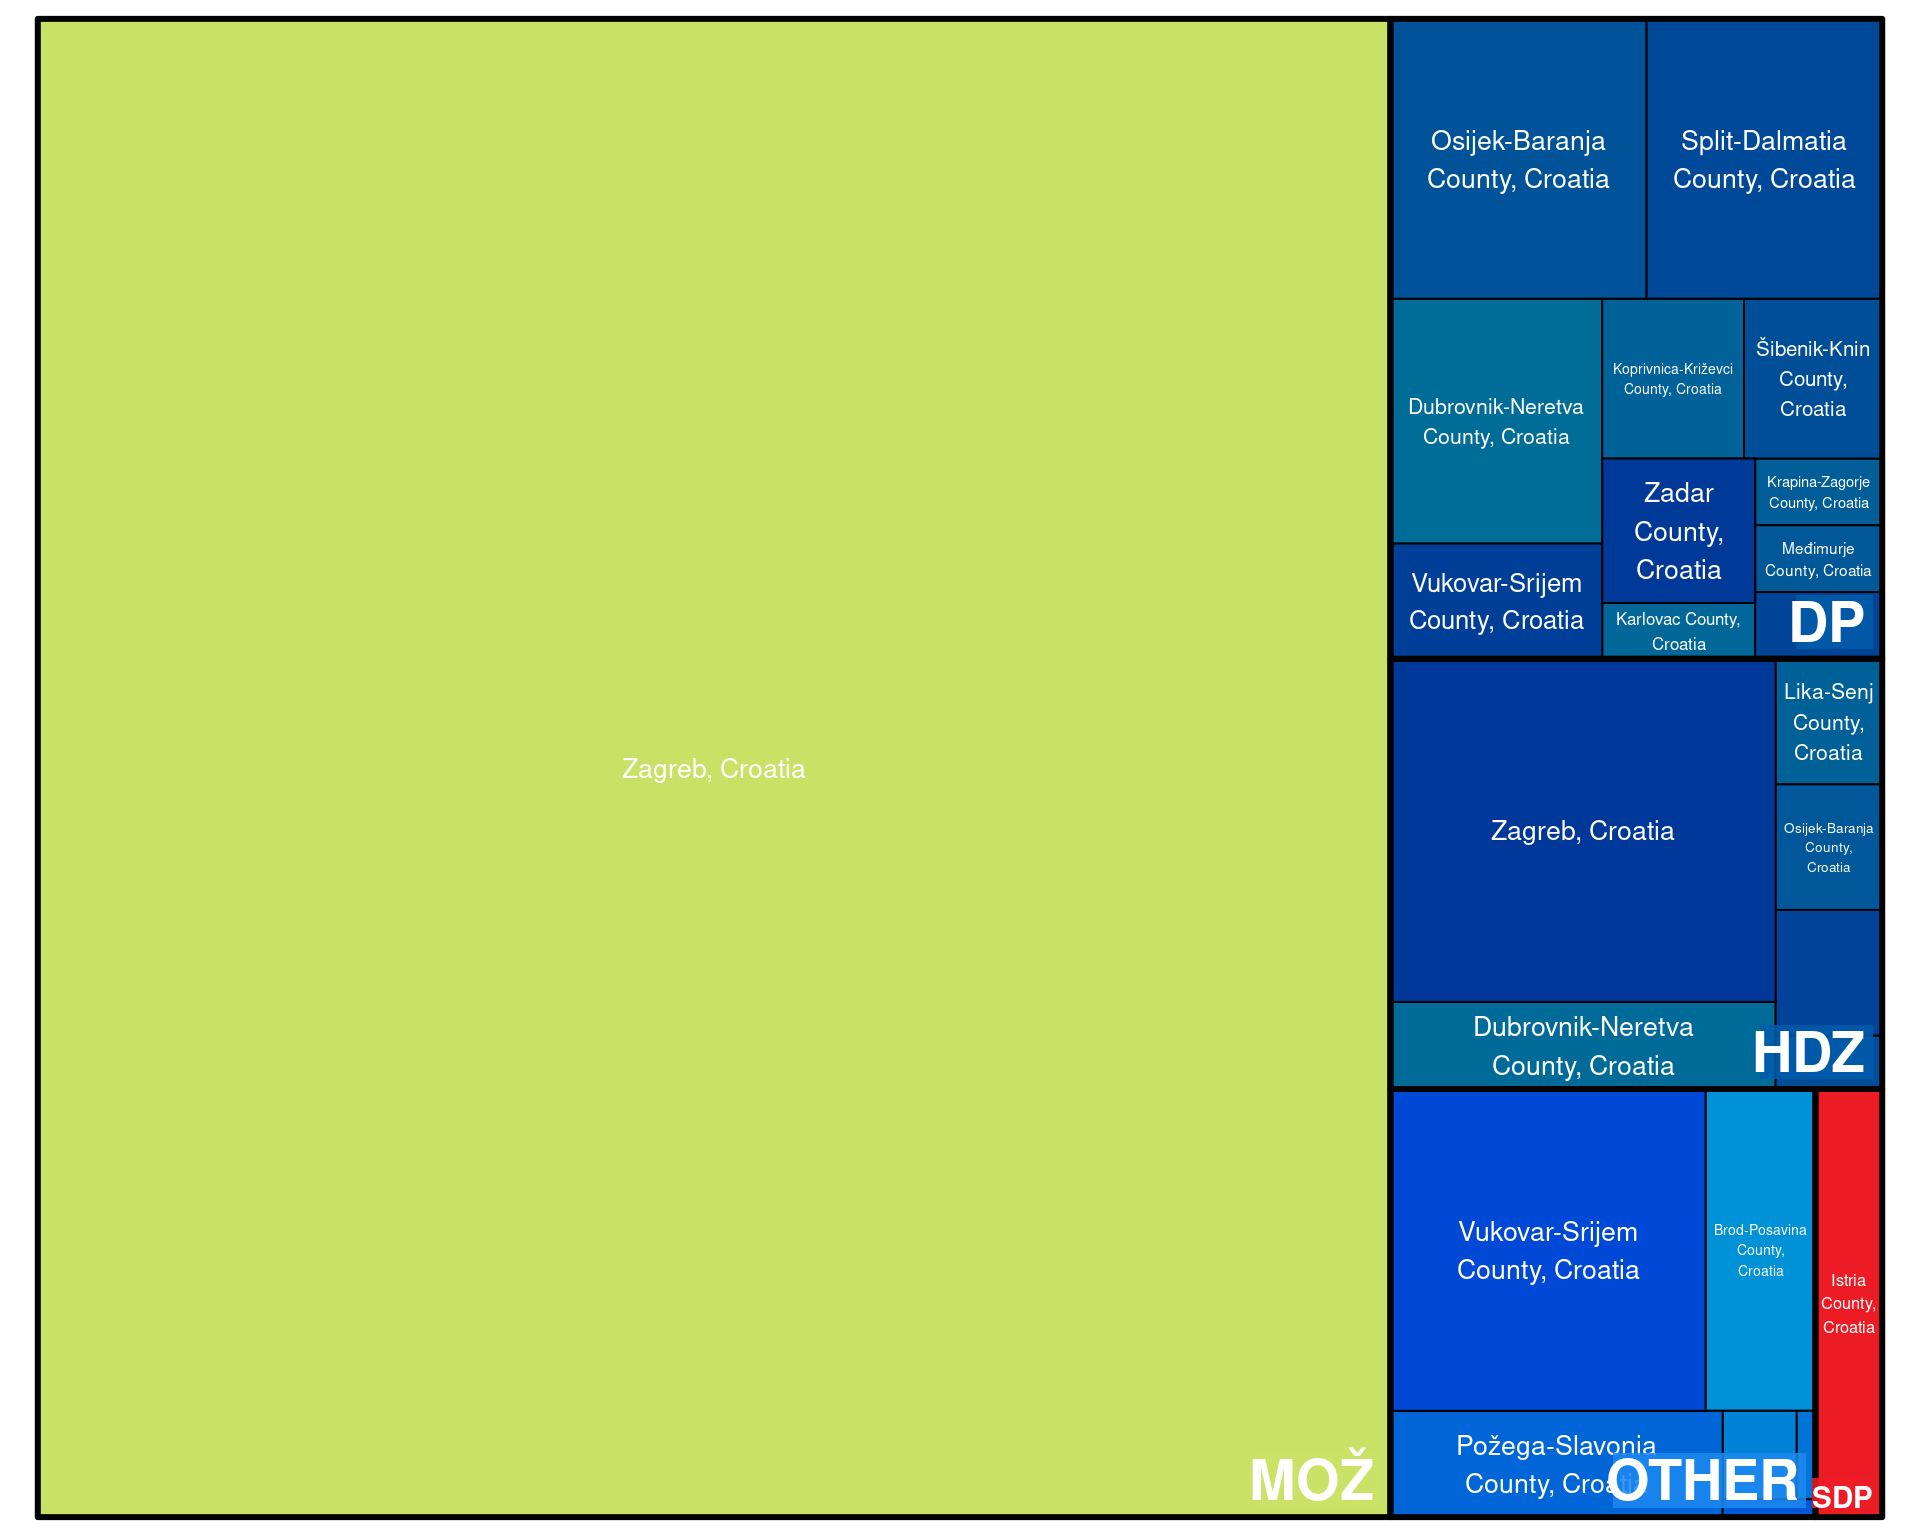 Zagreb, Croatia
MOŽ
Osijek-Baranja
County, Croatia
Split-Dalmatia
County, Croatia
Dubrovnik-Neretva
County, Croatia
Koprivnica-Križevci
County, Croatia
Šibenik-Knin
County,
Croatia
Vukovar-Srijem
County, Croatia
Zadar
County,
Croatia
Krapina-Zagorje
County, Croatia
Međimurje
County, Croatia
Karlovac County,
Croatia
DP
Zagreb, Croatia
Lika-Senj
County,
Croatia
Osijek-Baranja
County,
Croatia
Dubrovnik-Neretva
County, Croatia
HDZ
Vukovar-Srijem
County, Croatia
Brod-Posavina
County,
Croatia
Požega-Slavonia
County, Croatia
OTHER
Istria
County,
Croatia
SDP